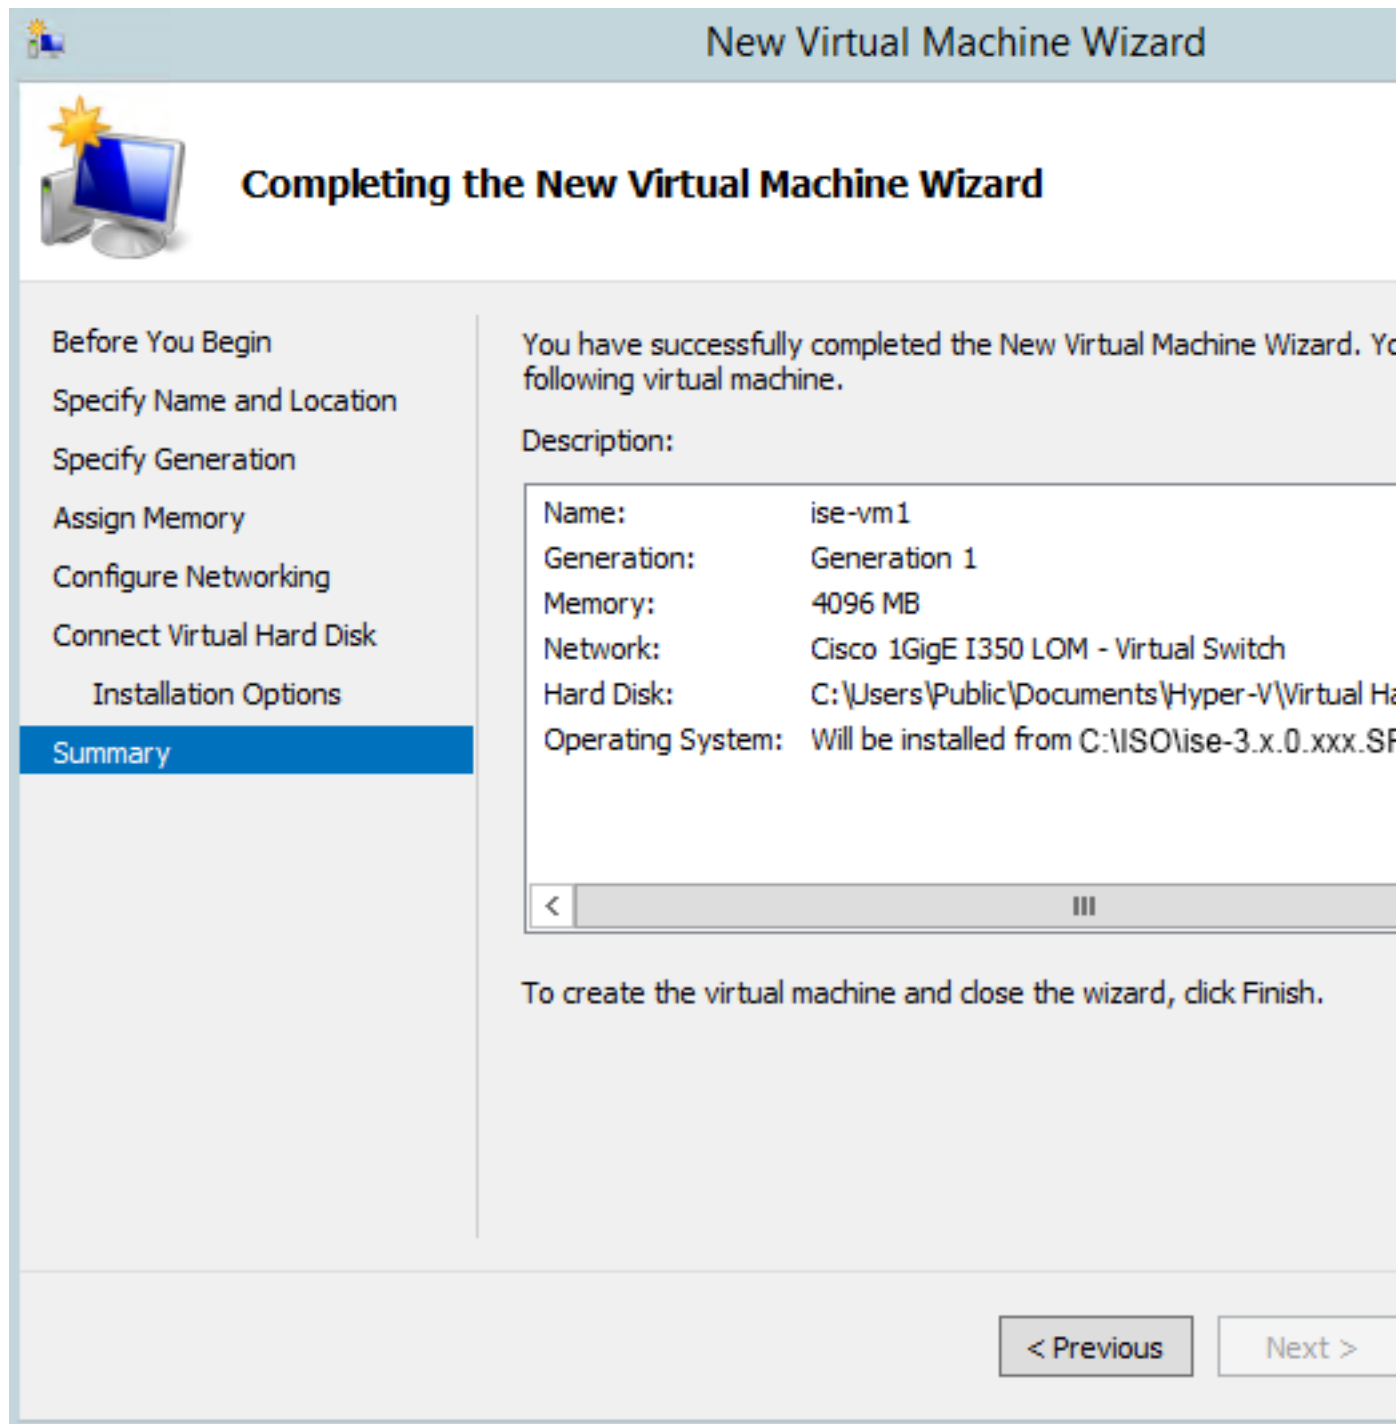 New Virtual Machine Wizard
Completing the New Virtual Machine Wizard
Before You Begin
Specify Name and Location
Specify Generation
Assign Memory
Configure Networking
Connect Virtual Hard Disk
Installation Options
Summary
You have successfully completed the New Virtual Machine Wizard.
following virtual machine.
Description:
Name: ise-vm1
Generation: Generation 1
Memory: 4096 MB
Network: Cisco 1GigE I350 LOM - Virtual Switch
Hard Disk: C:\Users\Public\Documents\Hyper-V\Virtual
Operating System: Will be installed from C:\ISO\ise-3.x.0.xxx.
To create the virtual machine and close the wizard, click Finish.
< Previous
Next >